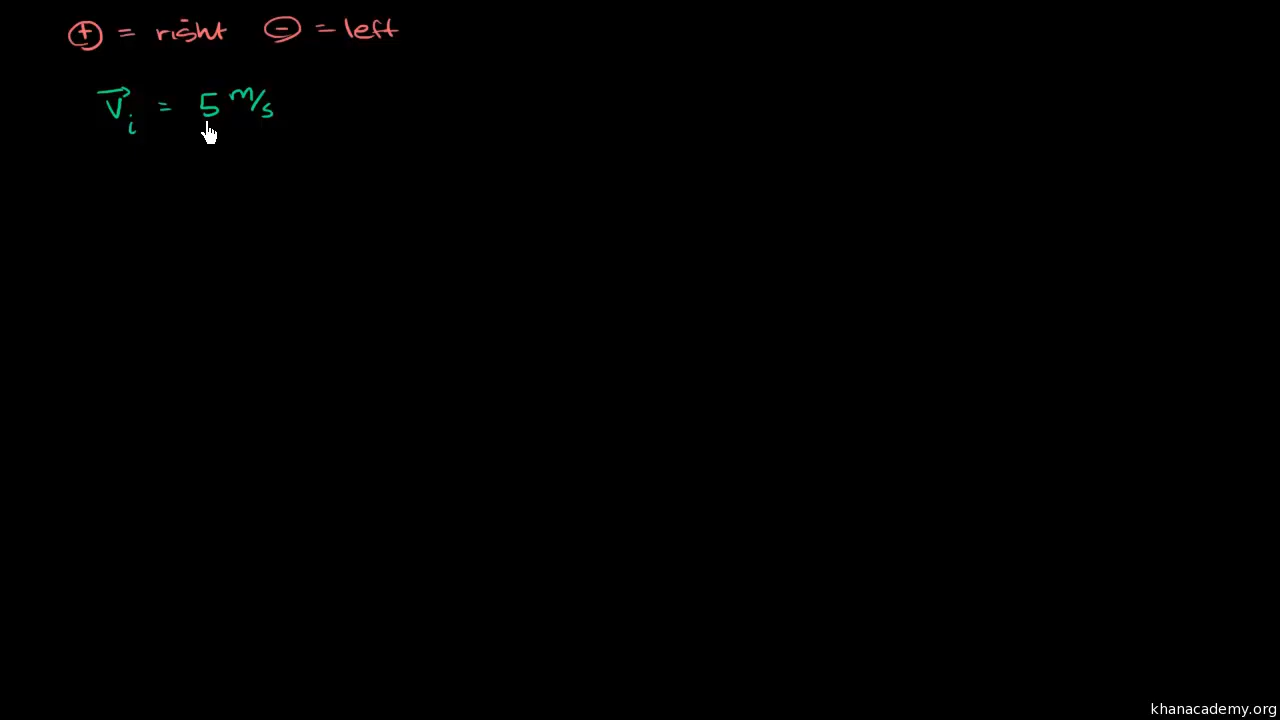 ⊕ = right ⊖ = left
v⃗ᵢ = 5 m/s
khanacademy.org